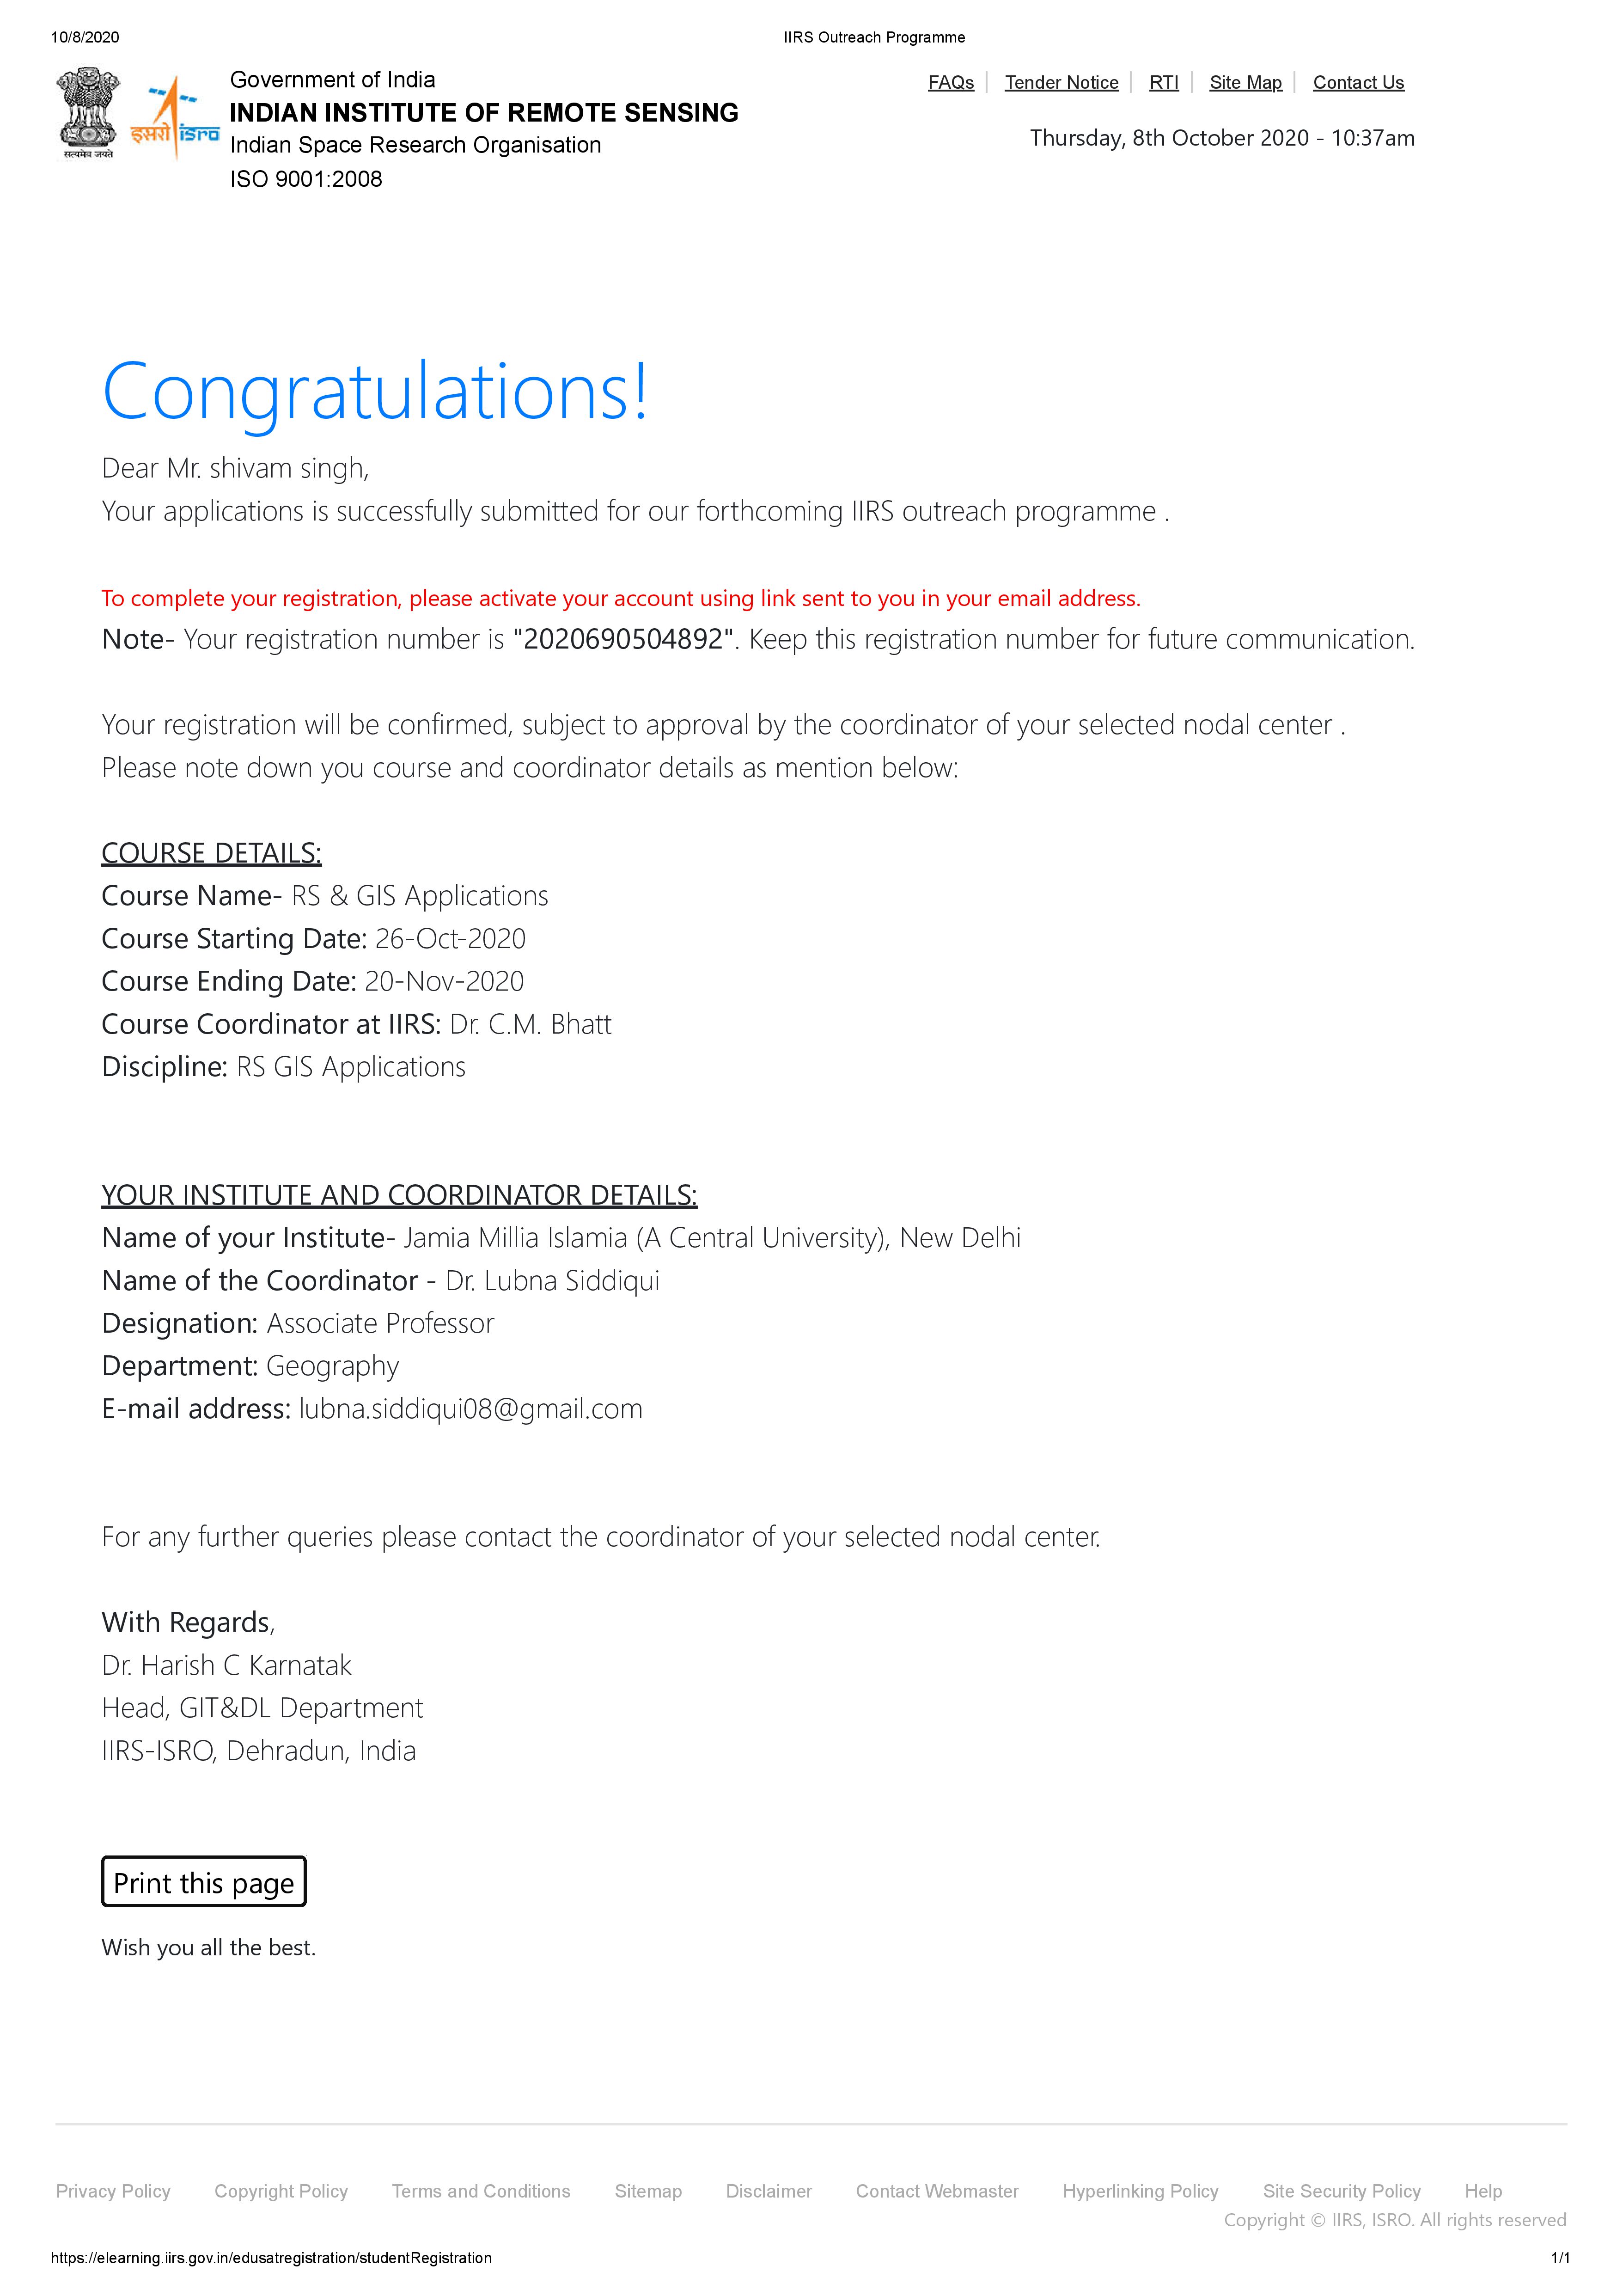 10/8/2020 IIRS Outreach Programme
Government of India
INDIAN INSTITUTE OF REMOTE SENSING
Indian Space Research Organisation
ISO 9001:2008
सत्यमेव जयते
इसरो isro
FAQs Tender Notice RTI Site Map Contact Us
Thursday, 8th October 2020 - 10:37am
Congratulations!
Dear Mr. shivam singh,
Your applications is successfully submitted for our forthcoming IIRS outreach programme .
To complete your registration, please activate your account using link sent to you in your email address.
Note- Your registration number is "2020690504892". Keep this registration number for future communication.
Your registration will be confirmed, subject to approval by the coordinator of your selected nodal center .
Please note down you course and coordinator details as mention below:
COURSE DETAILS:
Course Name- RS & GIS Applications
Course Starting Date: 26-Oct-2020
Course Ending Date: 20-Nov-2020
Course Coordinator at IIRS: Dr. C.M. Bhatt
Discipline: RS GIS Applications
YOUR INSTITUTE AND COORDINATOR DETAILS:
Name of your Institute- Jamia Millia Islamia (A Central University), New Delhi
Name of the Coordinator - Dr. Lubna Siddiqui
Designation: Associate Professor
Department: Geography
E-mail address: lubna.siddiqui08@gmail.com
For any further queries please contact the coordinator of your selected nodal center.
With Regards,
Dr. Harish C Karnatak
Head, GIT&DL Department
IIRS-ISRO, Dehradun, India
Print this page
Wish you all the best.
Privacy Policy Copyright Policy Terms and Conditions Sitemap Disclaimer Contact Webmaster Hyperlinking Policy Site Security Policy Help
Copyright © IIRS, ISRO. All rights reserved
https://elearning.iirs.gov.in/edusatregistration/studentRegistration 1/1